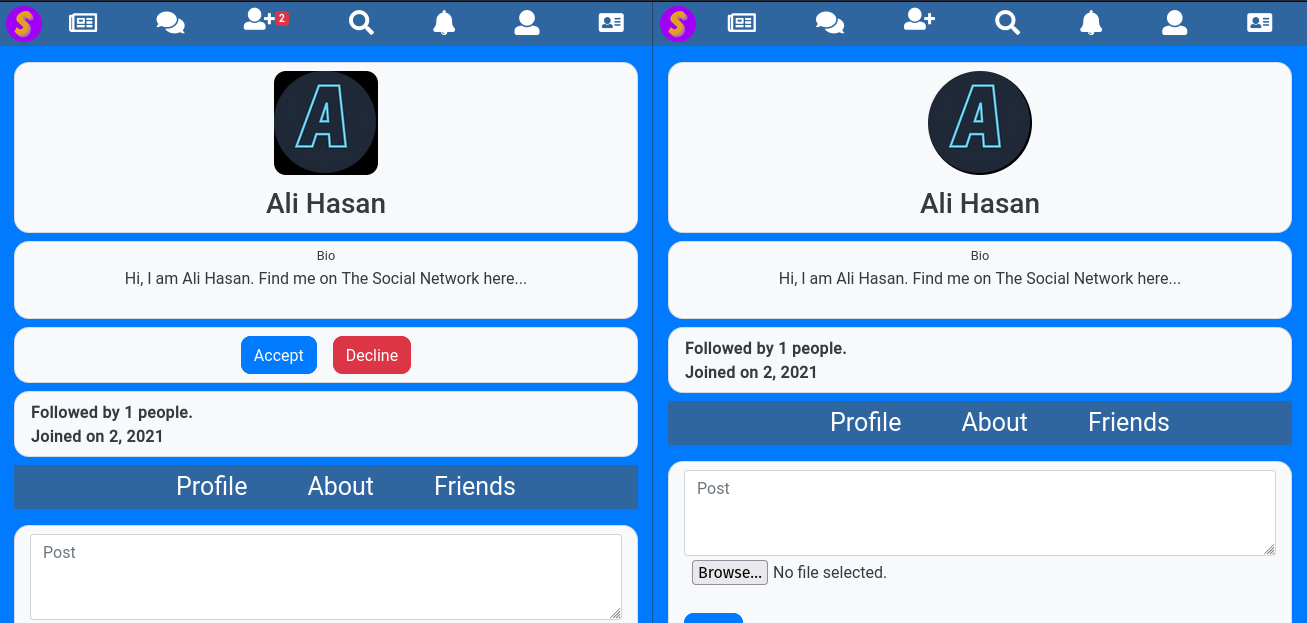 S
2
A
Ali Hasan
Bio
Hi, I am Ali Hasan. Find me on The Social Network here...
Accept Decline
Followed by 1 people.
Joined on 2, 2021
Profile About Friends
Post
S
A
Ali Hasan
Bio
Hi, I am Ali Hasan. Find me on The Social Network here...
Followed by 1 people.
Joined on 2, 2021
Profile About Friends
Post
Browse... No file selected.